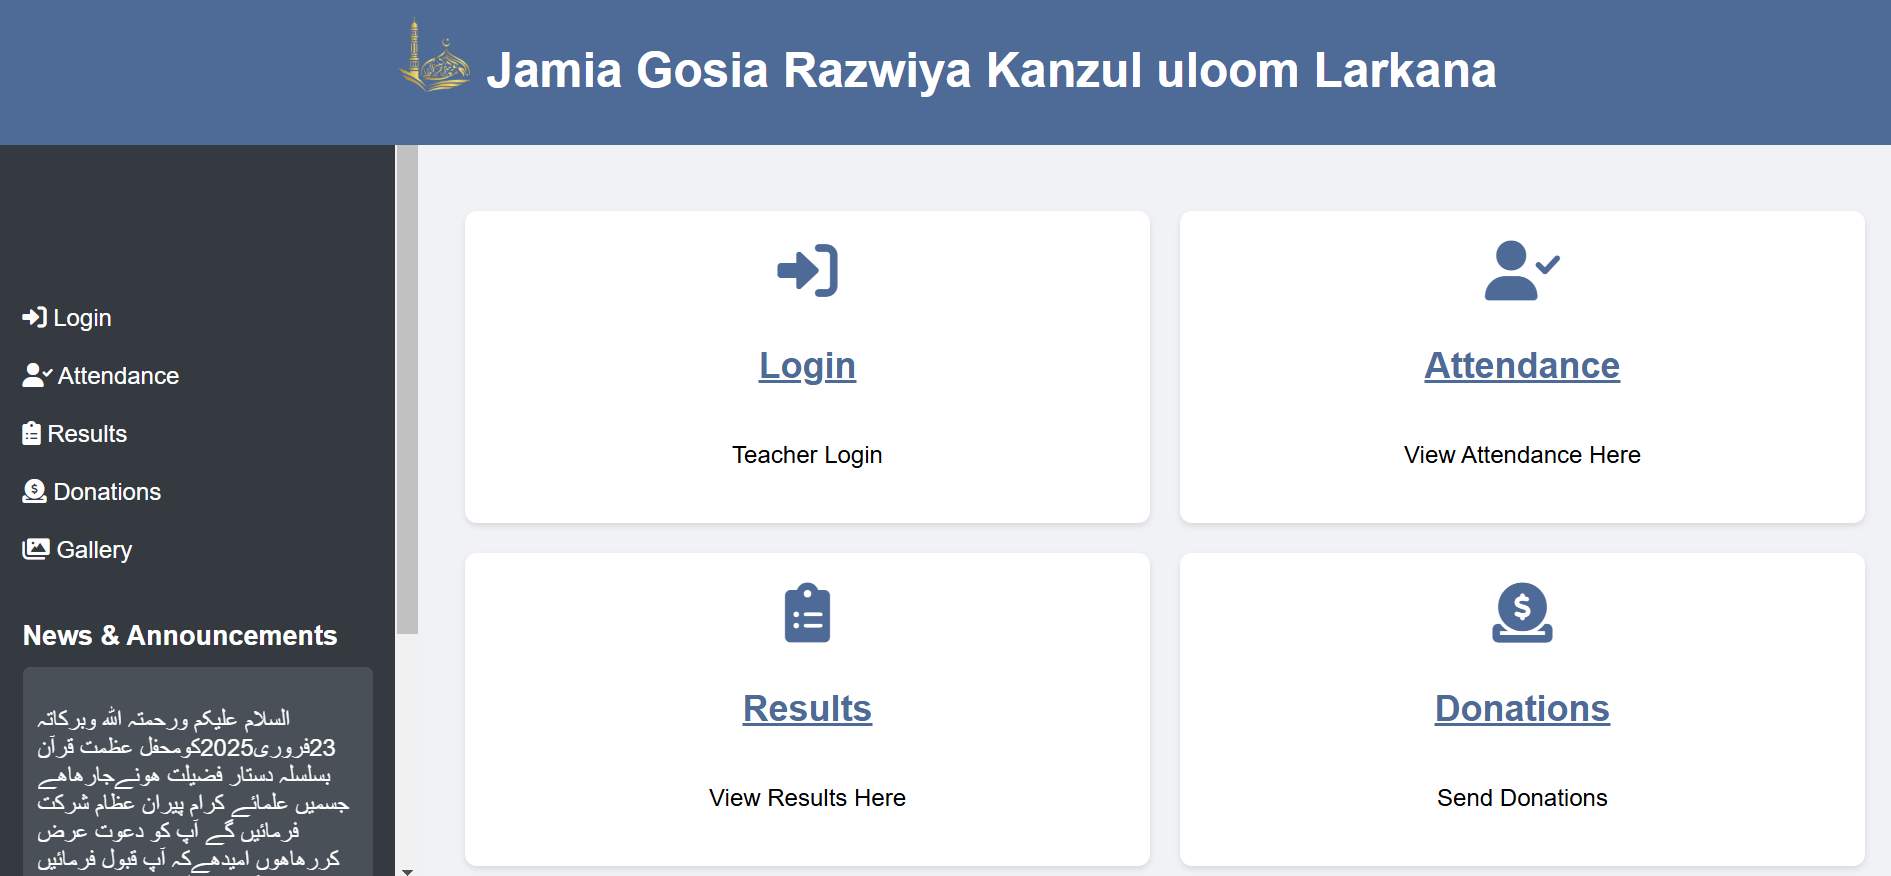 Jamia Gosia Razwiya Kanzul uloom Larkana
Login
Attendance
Results
Donations
Gallery
News & Announcements
السلام علیکم ورحمتہ اللہ وبرکاتہ
23فروری2025کومحفل عظمت قرآن
بسلسلہ دستار فضیلت ھونےجارھاھے
جسمیں علمائے کرام پیران عظام شرکت
فرمائیں گے آپ کو دعوت عرض
کررھاھوں امیدھےکہ آپ قبول فرمائیں
Login
Teacher Login
Attendance
View Attendance Here
Results
View Results Here
Donations
Send Donations